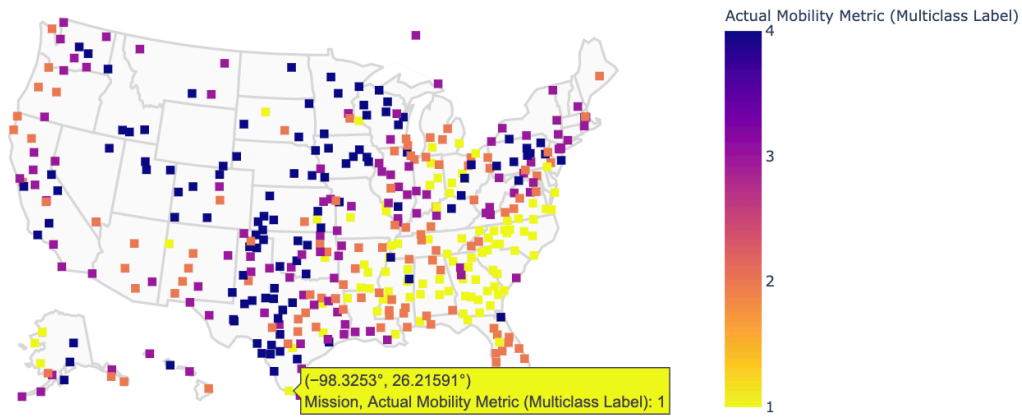 Actual Mobility Metric (Multiclass Label)
4
3
2
1
(−98.3253°, 26.21591°)
Mission, Actual Mobility Metric (Multiclass Label): 1